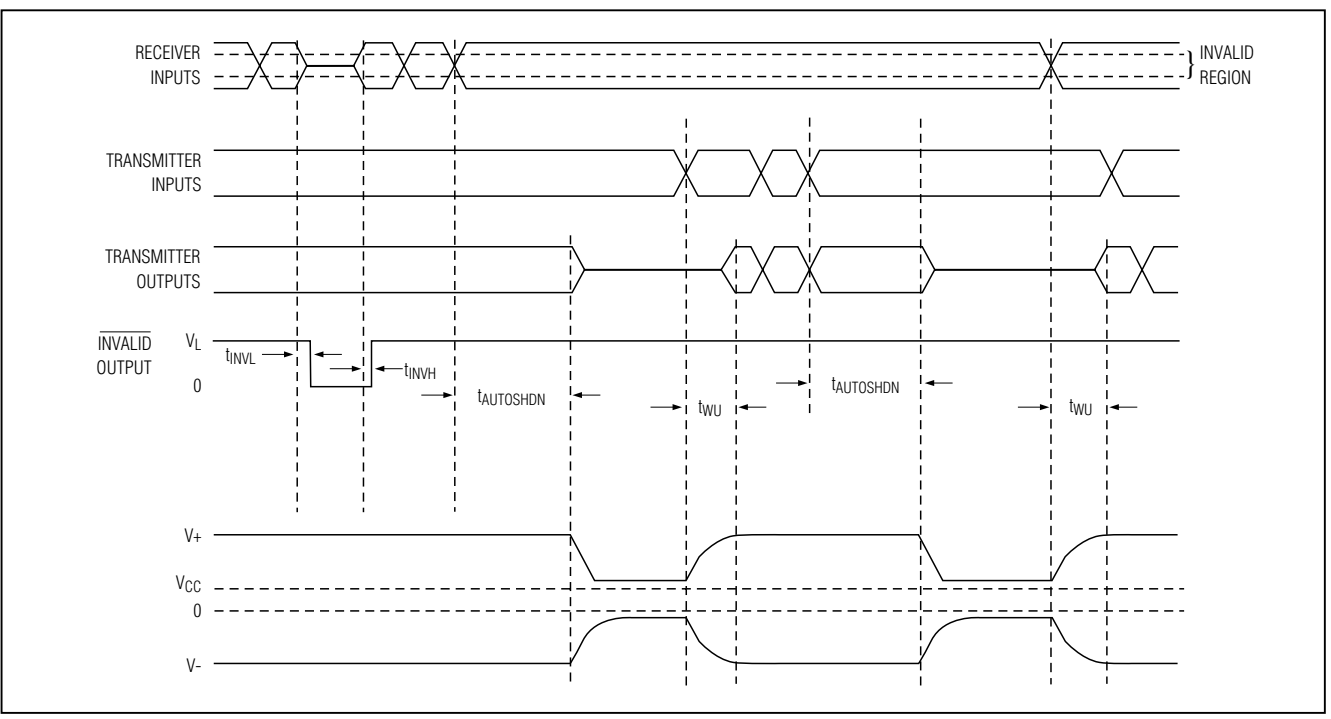 RECEIVER
INPUTS
INVALID
REGION
TRANSMITTER
INPUTS
TRANSMITTER
OUTPUTS
INVALID
OUTPUT
VL
0
tINVL
tINVH
tAUTOSHDN
tWU
tAUTOSHDN
tWU
V+
VCC
0
V-